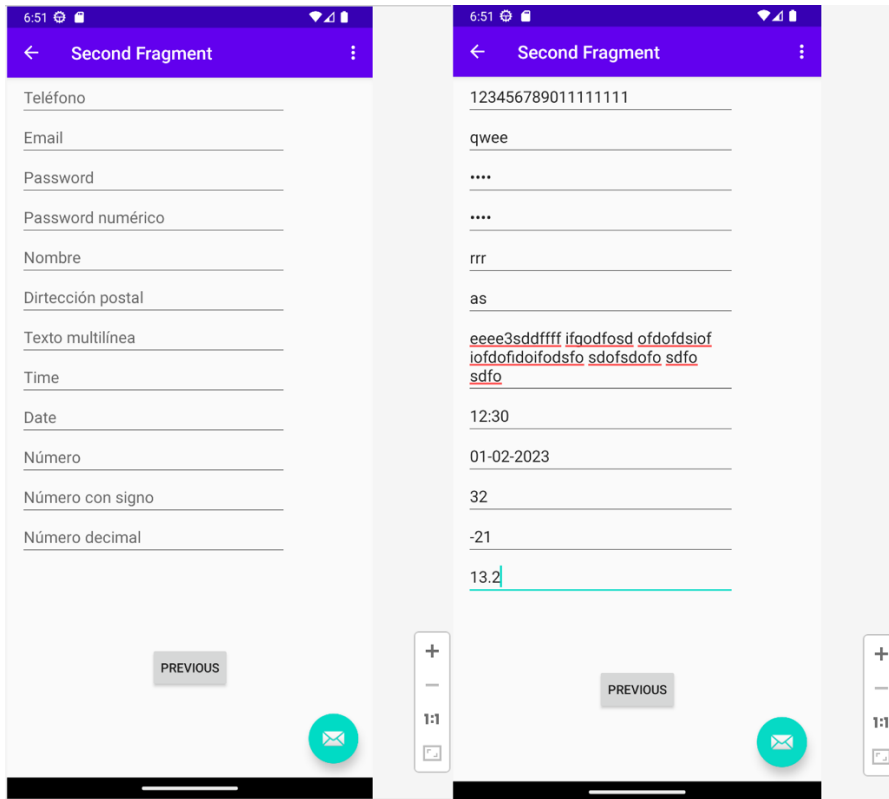 6:51
Second Fragment
Teléfono
Email
Password
Password numérico
Nombre
Dirtección postal
Texto multilínea
Time
Date
Número
Número con signo
Número decimal
PREVIOUS
1:1
6:51
Second Fragment
123456789011111111
qwee
••••
••••
rrr
as
eeee3sddffff ifgodfosd ofdofdsiof
iofdofidoifodsfo sdofsdofo sdfo
sdfo
12:30
01-02-2023
32
-21
13.2
PREVIOUS
1:1